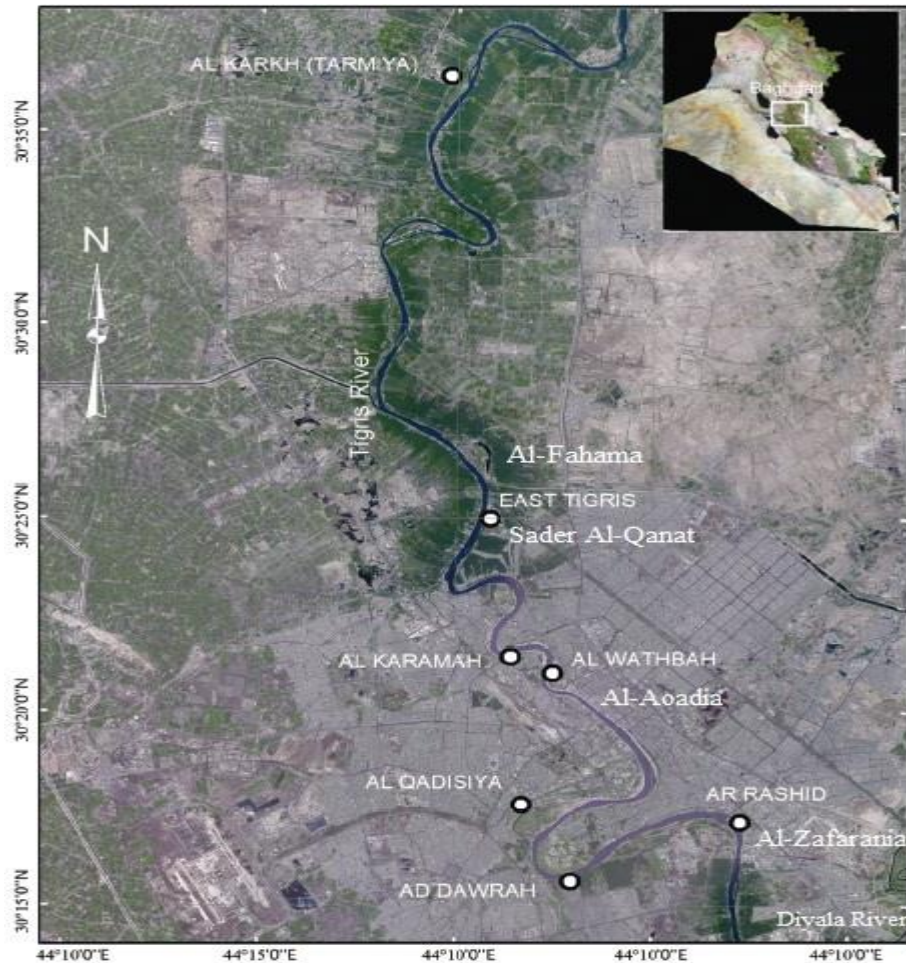 AL KARKH (TARMIYA)
Baghdad
N
Tigris River
Al-Fahama
EAST TIGRIS
Sader Al-Qanat
AL KARAMAH
AL WATHBAH
Al-Aoadia
AL QADISIYA
AR RASHID
Al-Zafarania
AD DAWRAH
Diyala River
30°35'0"N
30°30'0"N
30°25'0"N
30°20'0"N
30°15'0"N
44°10'0"E
44°15'0"E
44°10'0"E
44°10'0"E
44°10'0"E